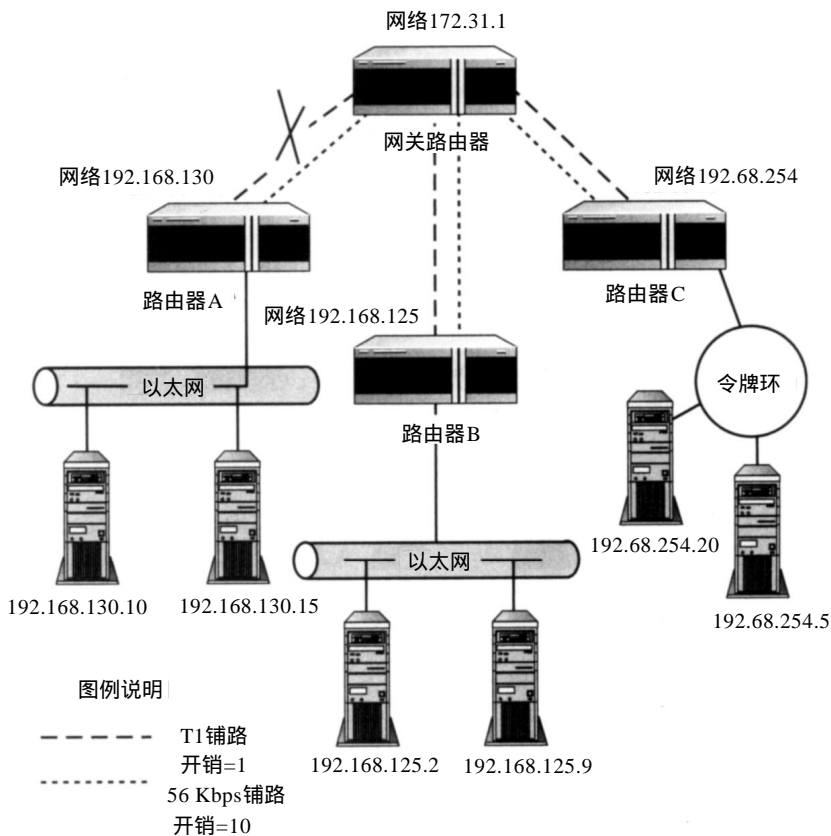 网络172.31.1
网关路由器
网络192.168.130
网络192.68.254
路由器A
路由器C
网络192.168.125
以太网
令牌环
路由器B
192.68.254.20
以太网
192.168.130.10
192.168.130.15
192.68.254.5
图例说明
T1铺路
开销=1
192.168.125.2
192.168.125.9
56 Kbps铺路
开销=10